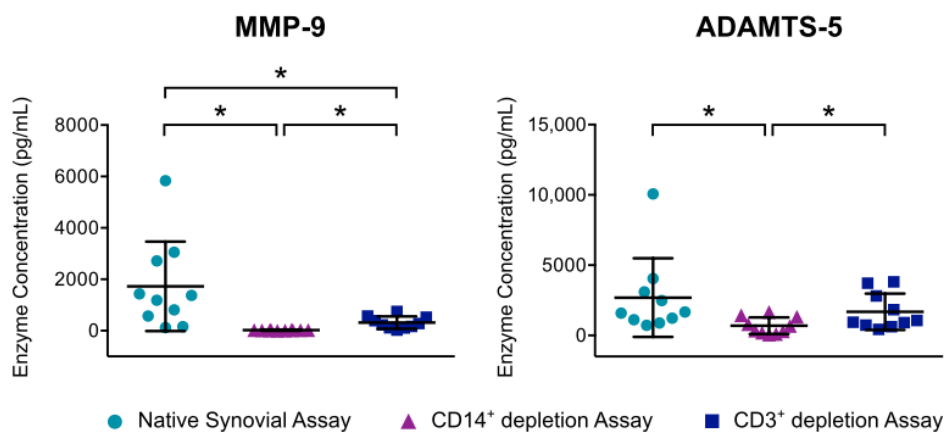 MMP-9
*
*
*
Enzyme Concentration (pg/mL)
8000
6000
4000
2000
0
ADAMTS-5
*
*
Enzyme Concentration (pg/mL)
15,000
10,000
5000
0
Native Synovial Assay
CD14⁺ depletion Assay
CD3⁺ depletion Assay